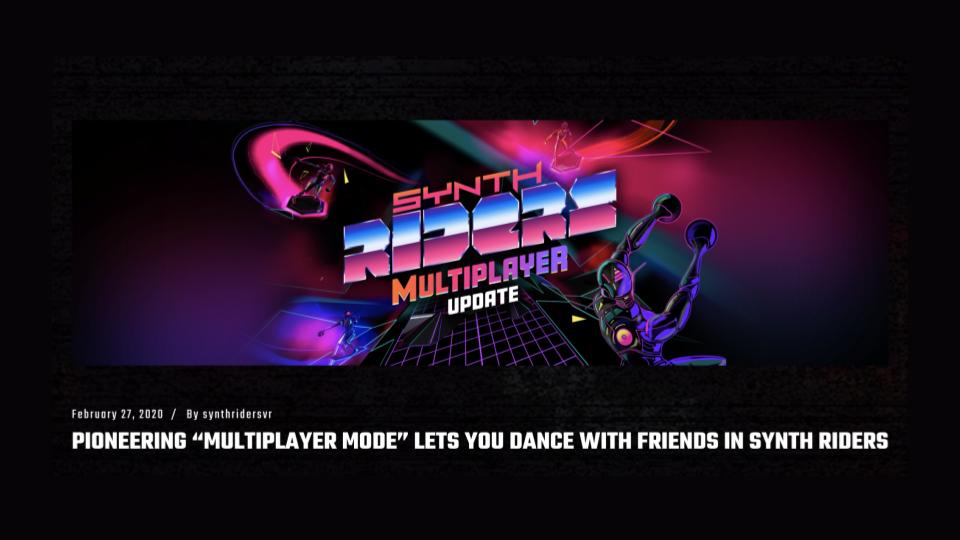 SYNTH
RIDERS
MULTIPLAYER
UPDATE
February 27, 2020 / By synthridersvr
PIONEERING “MULTIPLAYER MODE” LETS YOU DANCE WITH FRIENDS IN SYNTH RIDERS